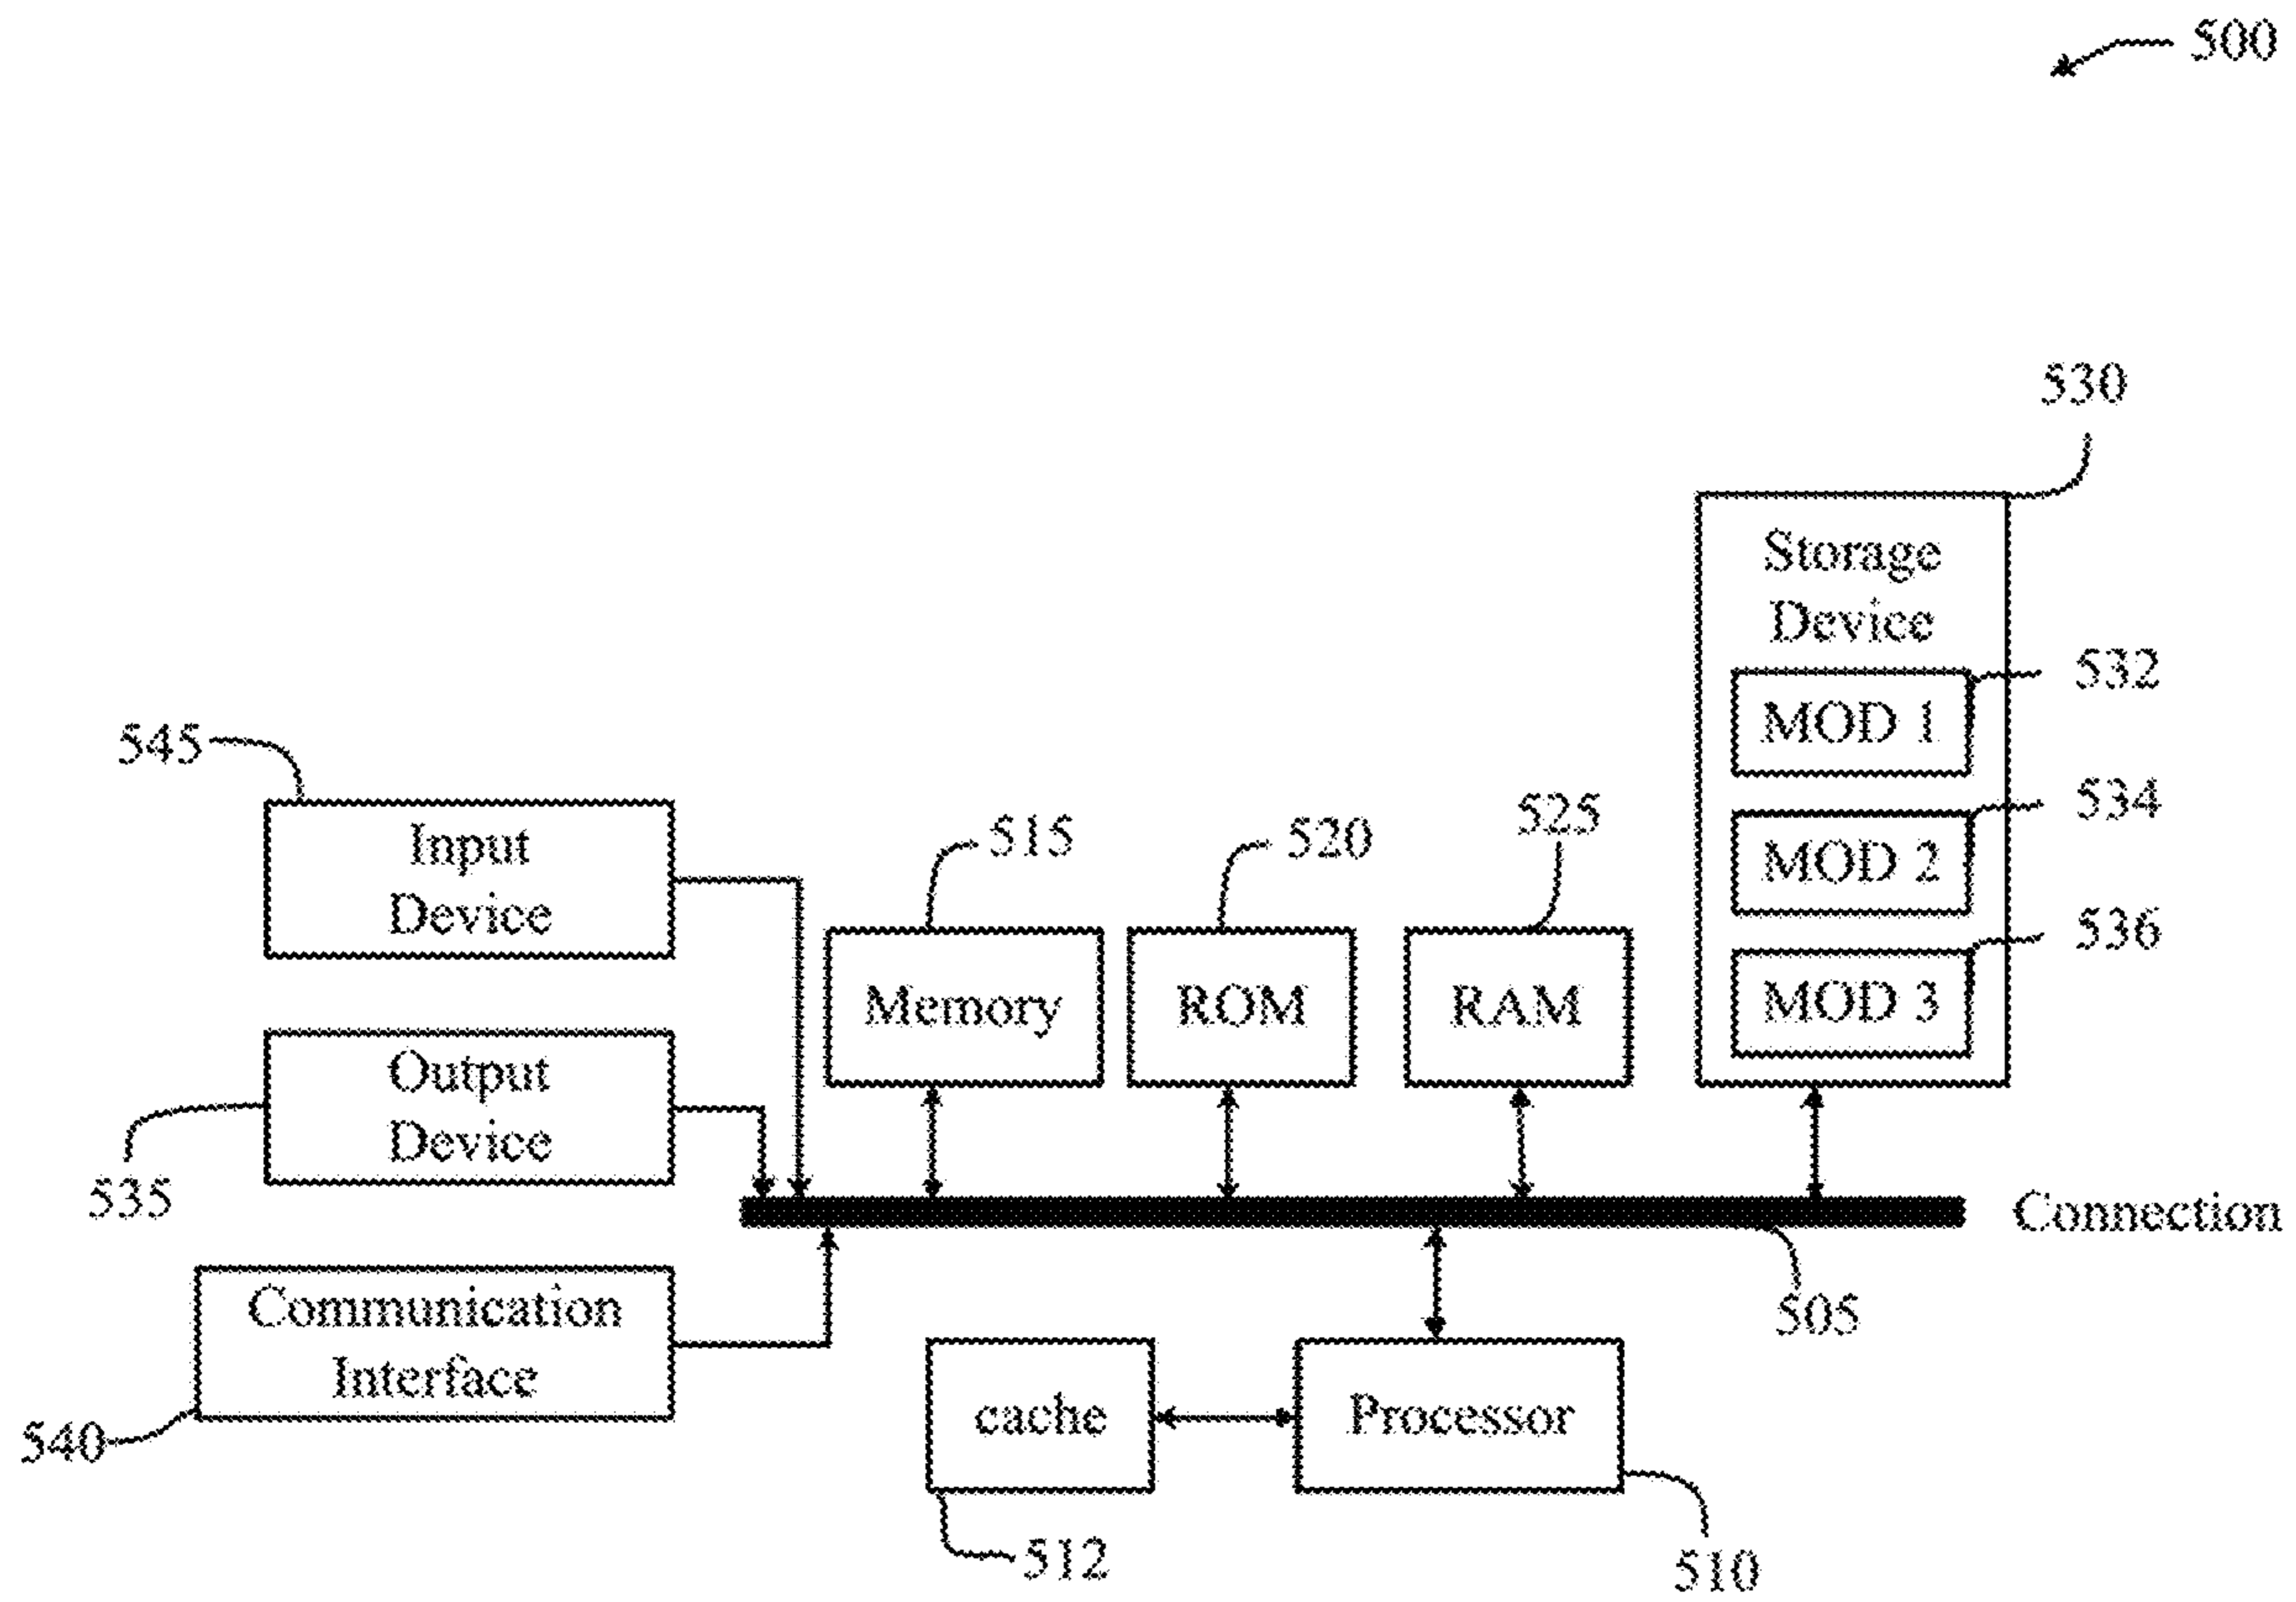 500
530
Storage
Device
532
MOD 1
534
MOD 2
536
MOD 3
545
Input
Device
515
Memory
520
ROM
525
RAM
Output
Device
535
Connection
505
Communication
Interface
540
cache
512
Processor
510